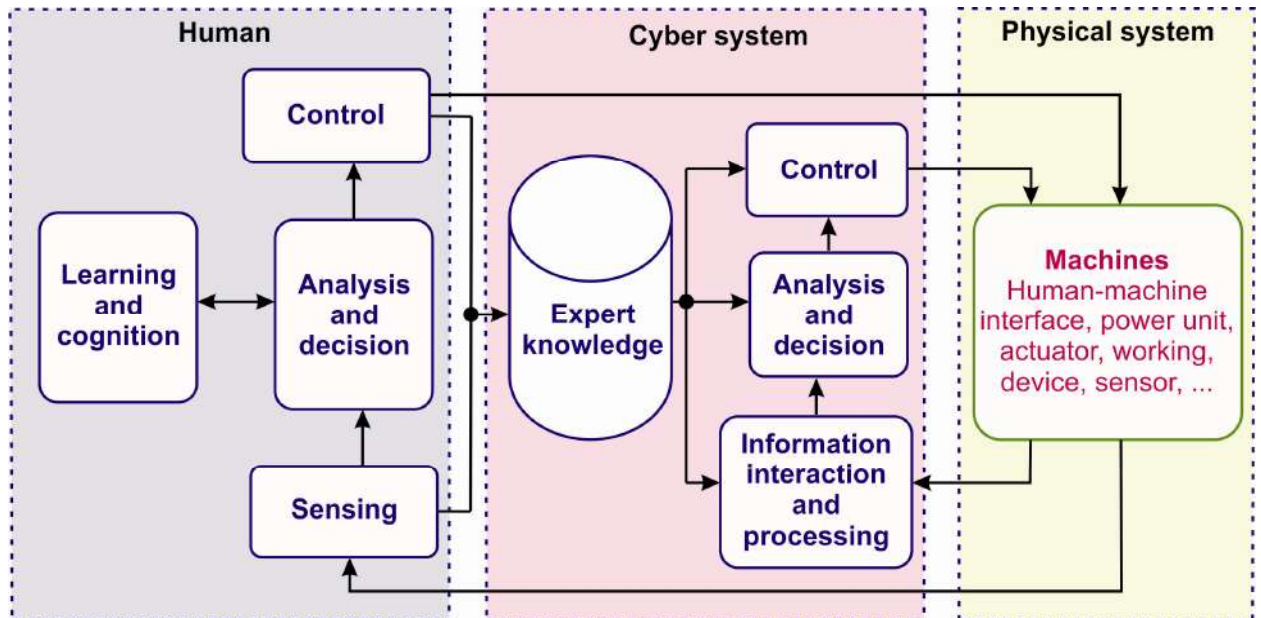 Human
Control
Learning
and
cognition
Analysis
and
decision
Sensing
Cyber system
Expert
knowledge
Control
Analysis
and
decision
Information
interaction
and
processing
Physical system
Machines
Human-machine
interface, power unit,
actuator, working,
device, sensor, ...